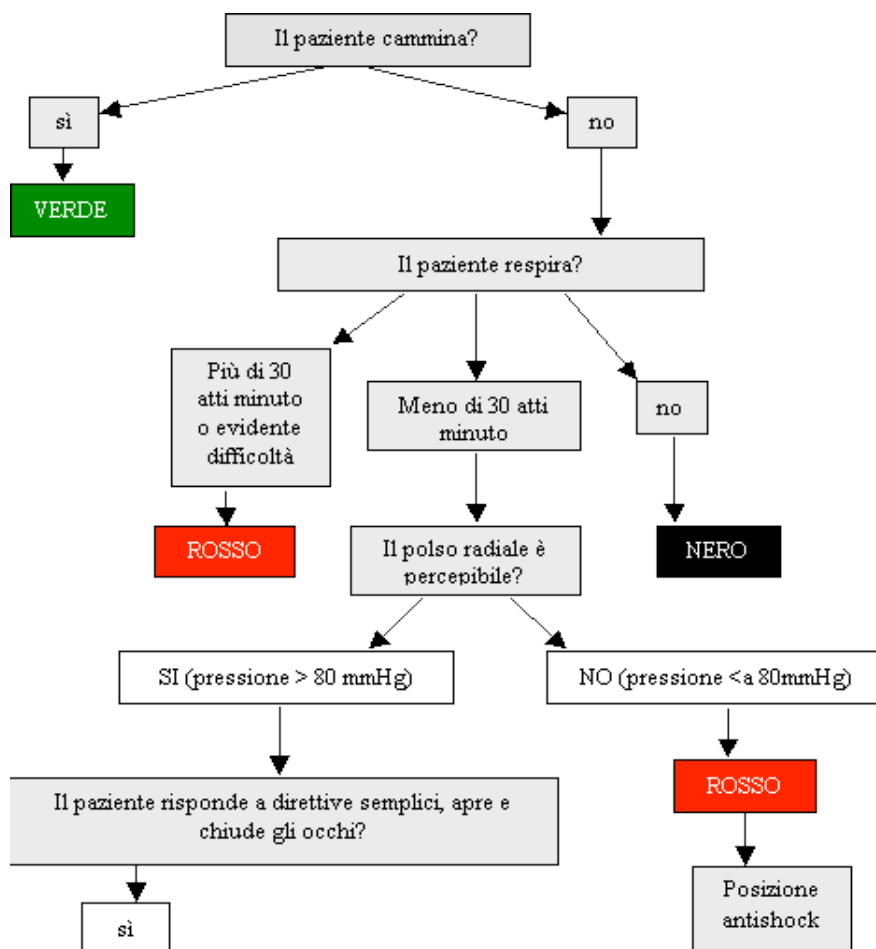 Il paziente cammina?
sì
no
VERDE
Il paziente respira?
Più di 30
atti minuto
o evidente
difficoltà
Meno di 30 atti
minuto
no
ROSSO
Il polso radiale è
percepibile?
NERO
SI (pressione > 80 mmHg)
NO (pressione <a 80mmHg)
Il paziente risponde a direttive semplici, apre e
chiude gli occhi?
ROSSO
sì
Posizione
antishock